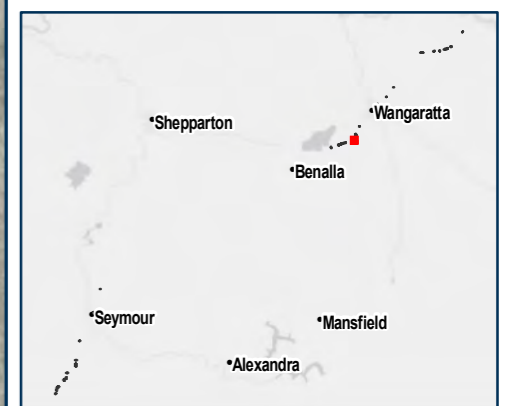 Wangaratta
Shepparton
Benalla
Seymour
Mansfield
Alexandra